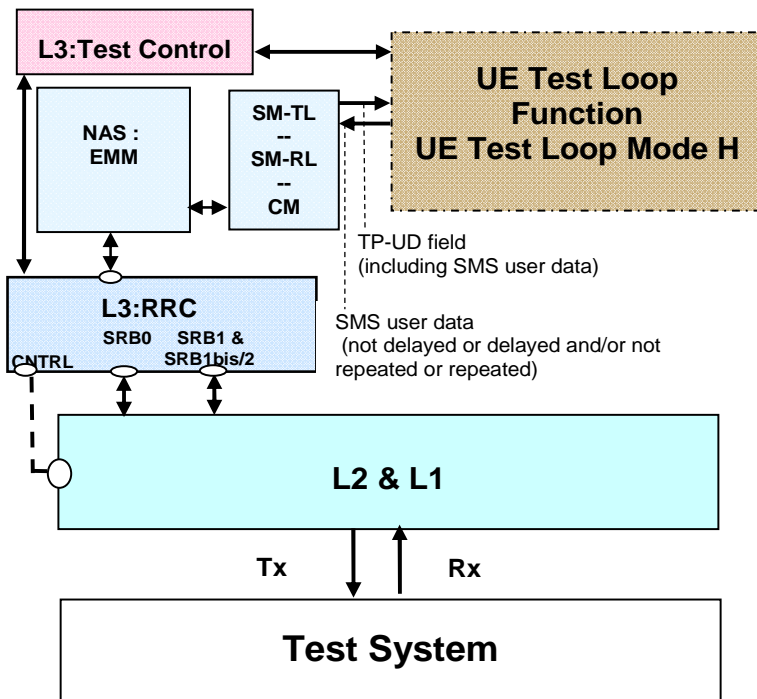 L3:Test Control
UE Test Loop
Function
UE Test Loop Mode H
NAS :
EMM
SM-TL
--
SM-RL
--
CM
TP-UD field
(including SMS user data)
L3:RRC
SRB0
SRB1 &
SRB1bis/2
CNTRL
SMS user data
(not delayed or delayed and/or not
repeated or repeated)
L2 & L1
Tx
Rx
Test System